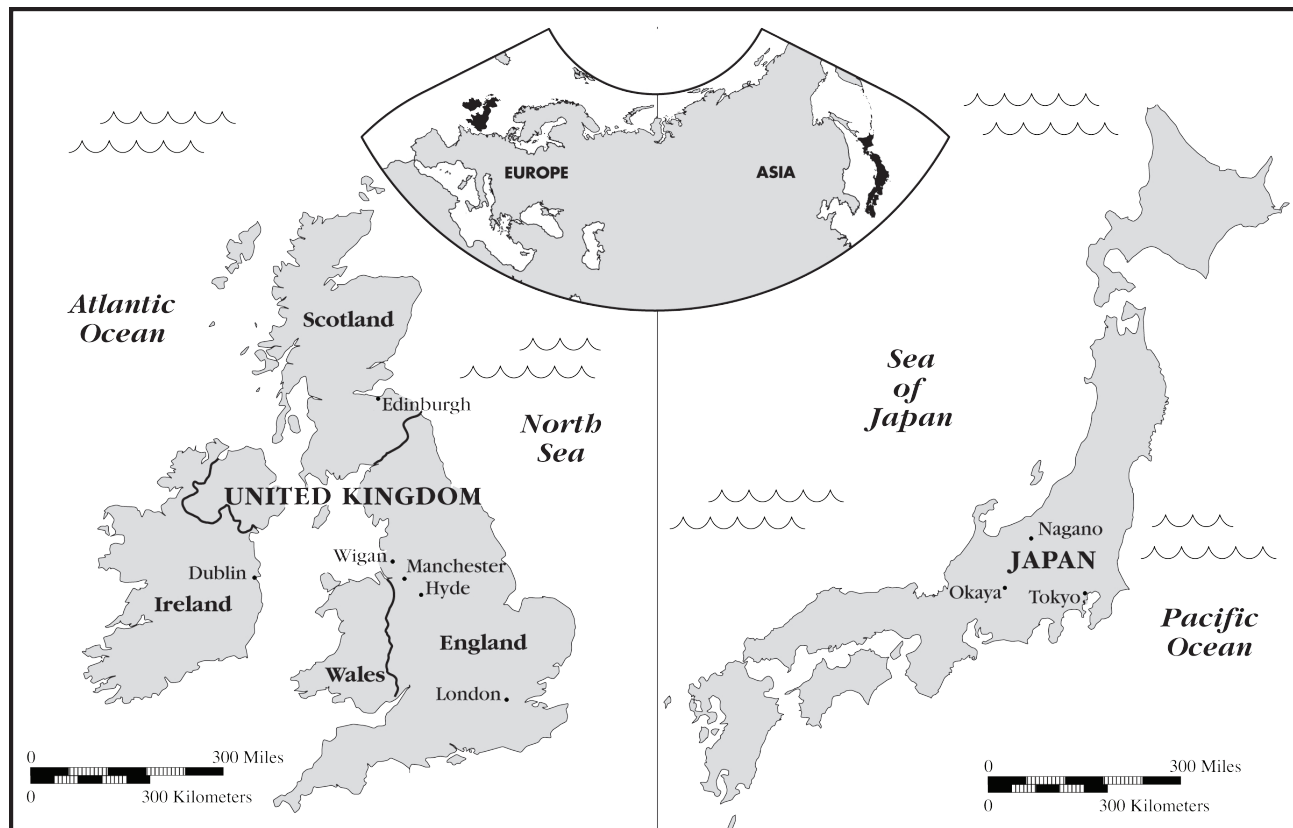 EUROPE
ASIA
Atlantic
Ocean
Scotland
Edinburgh
North
Sea
UNITED KINGDOM
Wigan
Manchester
Hyde
Dublin
Ireland
England
Wales
London
0
300 Miles
0
300 Kilometers
Sea
of
Japan
Nagano
JAPAN
Okaya
Tokyo
Pacific
Ocean
0
300 Miles
0
300 Kilometers